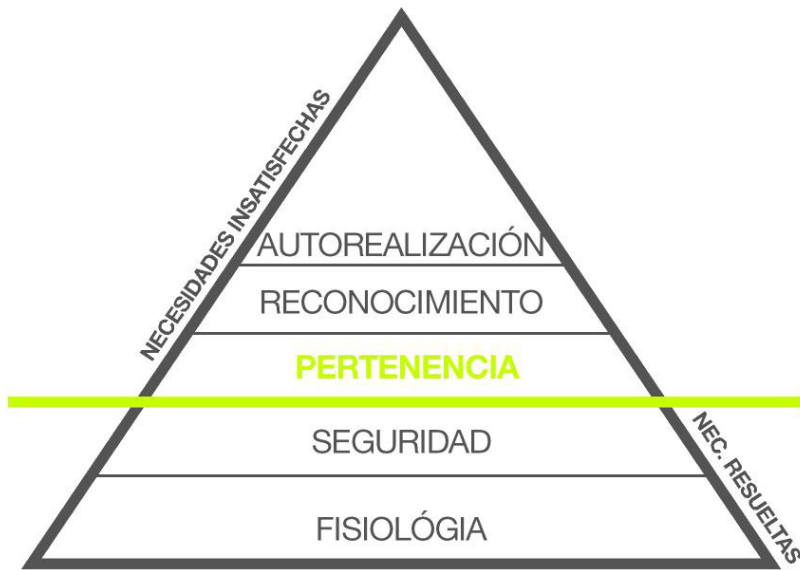 NECESIDADES INSATISFECHAS
AUTOREALIZACIÓN
RECONOCIMIENTO
PERTENENCIA
SEGURIDAD
NEC. RESUELTAS
FISIOLÓGIA